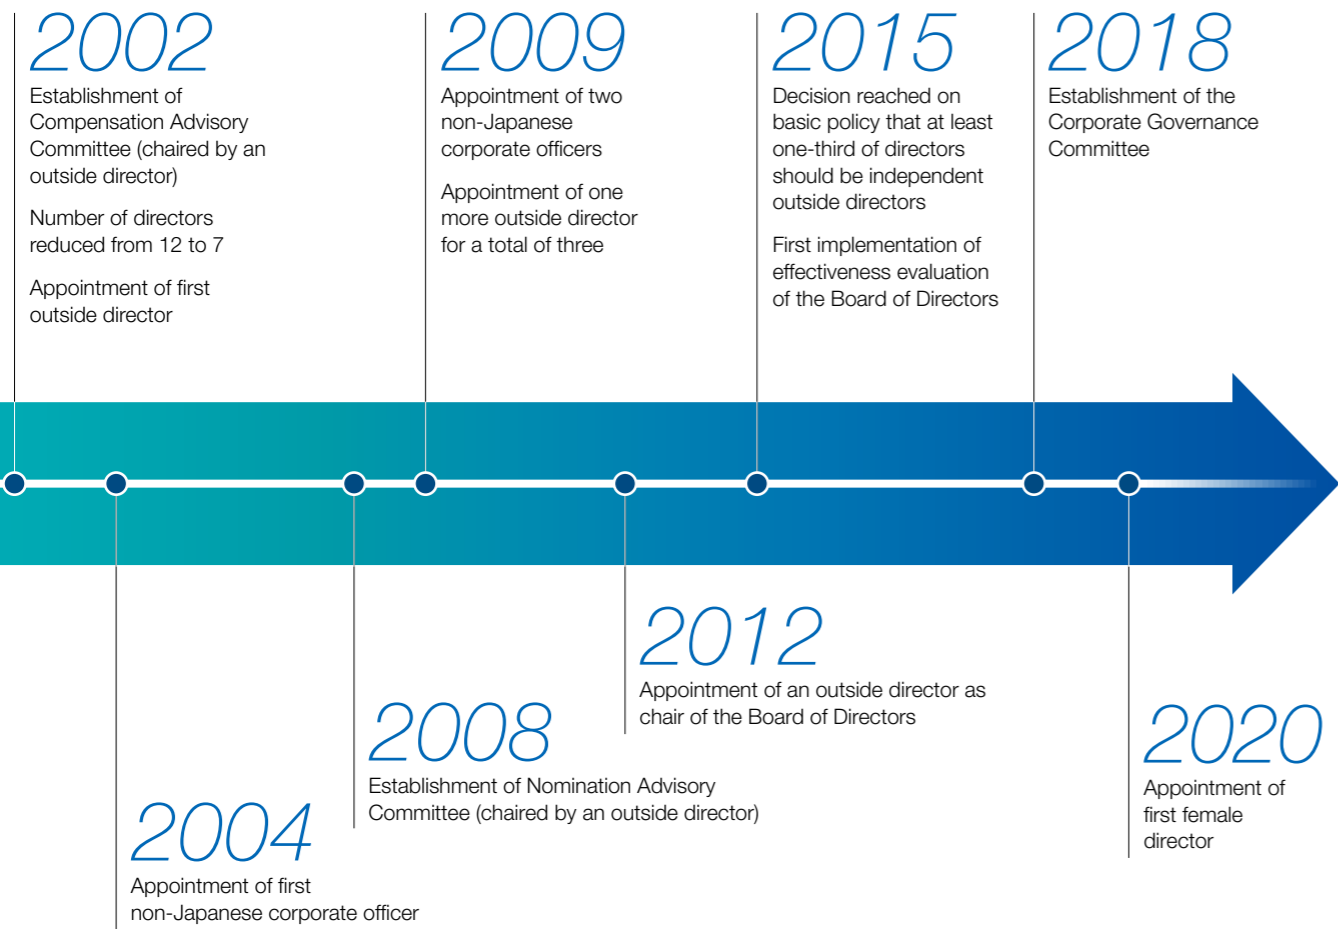 2002
Establishment of
Compensation Advisory
Committee (chaired by an
outside director)
Number of directors
reduced from 12 to 7
Appointment of first
outside director
2009
Appointment of two
non-Japanese
corporate officers
Appointment of one
more outside director
for a total of three
2015
Decision reached on
basic policy that at least
one-third of directors
should be independent
outside directors
First implementation of
effectiveness evaluation
of the Board of Directors
2018
Establishment of the
Corporate Governance
Committee
2004
Appointment of first
non-Japanese corporate officer
2008
Establishment of Nomination Advisory
Committee (chaired by an outside director)
2012
Appointment of an outside director as
chair of the Board of Directors
2020
Appointment of
first female
director